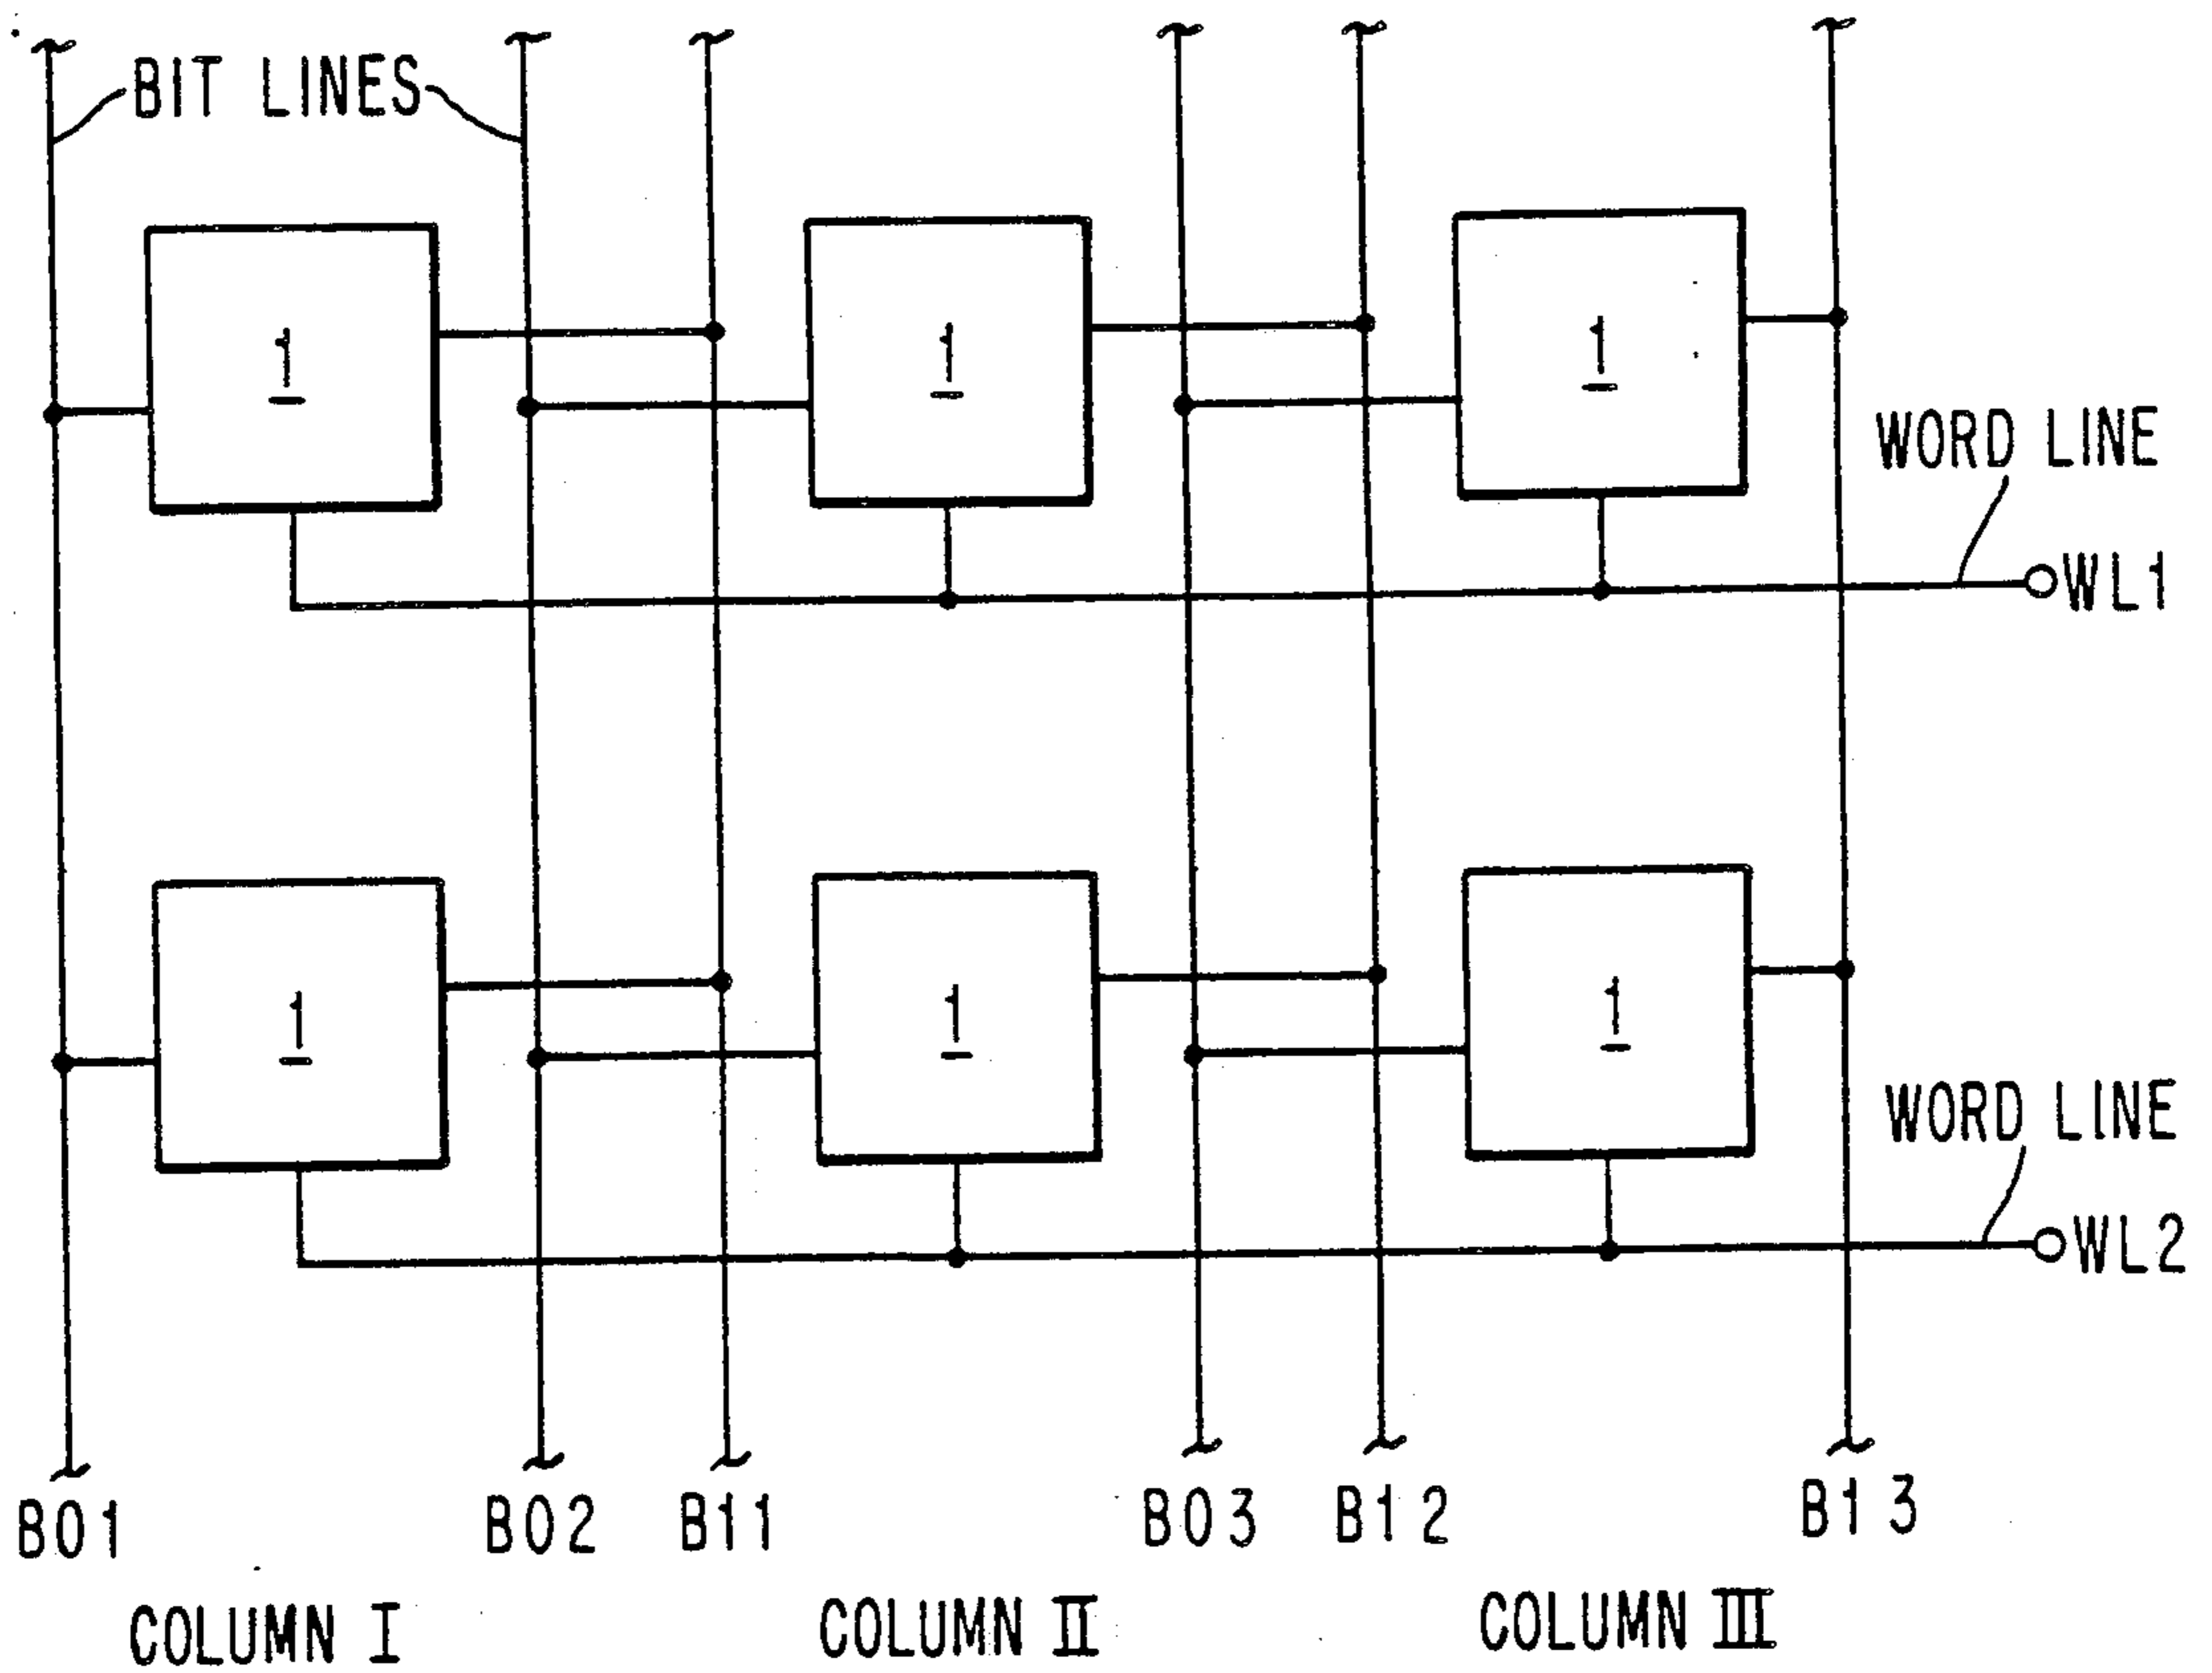 BIT LINES
1 1 1
WORD LINE
WL1
1 1 1
WORD LINE
WL2
B01 B02 B11 B03 B12 B13
COLUMN I COLUMN II COLUMN III